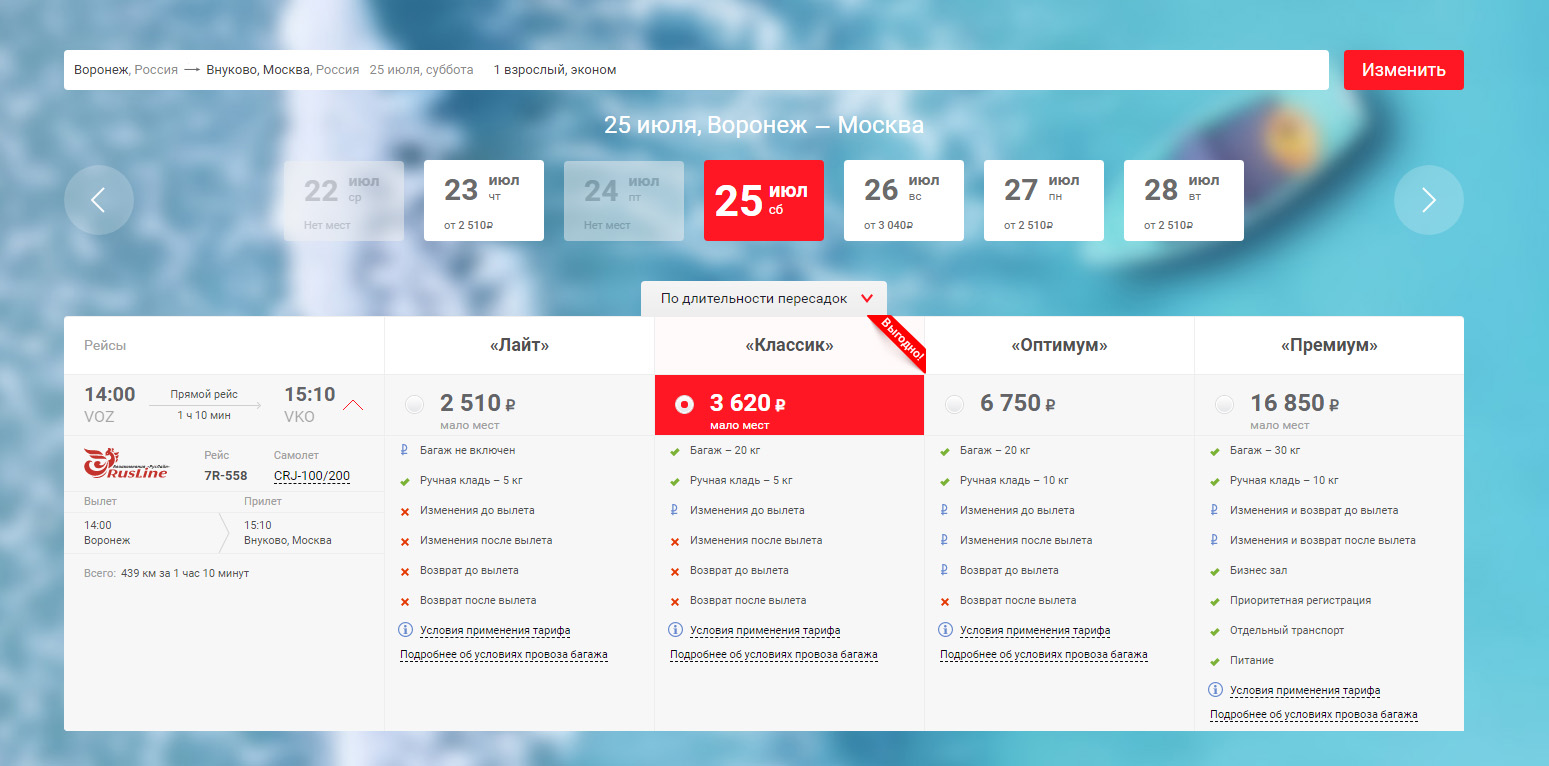 Воронеж, Россия → Внуково, Москва, Россия 25 июля, суббота 1 взрослый, эконом
Изменить
25 июля, Воронеж – Москва
22 июл ср
Нет мест
23 июл чт
от 2 510₽
24 июл пт
Нет мест
25 июл сб
26 июл вс
от 3 040₽
27 июл пн
от 2 510₽
28 июл вт
от 2 510₽
По длительности пересадок
Рейсы
«Лайт»
«Классик»
Выгодно!
«Оптимум»
«Премиум»
14:00 Прямой рейс 15:10
VOZ 1 ч 10 мин VKO
2 510 ₽
мало мест
3 620 ₽
мало мест
6 750 ₽
16 850 ₽
мало мест
Авиакомпания «РусЛайн»
RusLine
Рейс
7R-558
Самолет
CRJ-100/200
Вылет
Прилет
14:00
Воронеж
15:10
Внуково, Москва
Всего: 439 км за 1 час 10 минут
₽ Багаж не включен
Ручная кладь – 5 кг
Изменения до вылета
Изменения после вылета
Возврат до вылета
Возврат после вылета
Условия применения тарифа
Подробнее об условиях провоза багажа
Багаж – 20 кг
Ручная кладь – 5 кг
₽ Изменения до вылета
Изменения после вылета
Возврат до вылета
Возврат после вылета
Условия применения тарифа
Подробнее об условиях провоза багажа
Багаж – 20 кг
Ручная кладь – 10 кг
₽ Изменения до вылета
₽ Изменения после вылета
₽ Возврат до вылета
Возврат после вылета
Условия применения тарифа
Подробнее об условиях провоза багажа
Багаж – 30 кг
Ручная кладь – 10 кг
₽ Изменения и возврат до вылета
₽ Изменения и возврат после вылета
Бизнес зал
Приоритетная регистрация
Отдельный транспорт
Питание
Условия применения тарифа
Подробнее об условиях провоза багажа